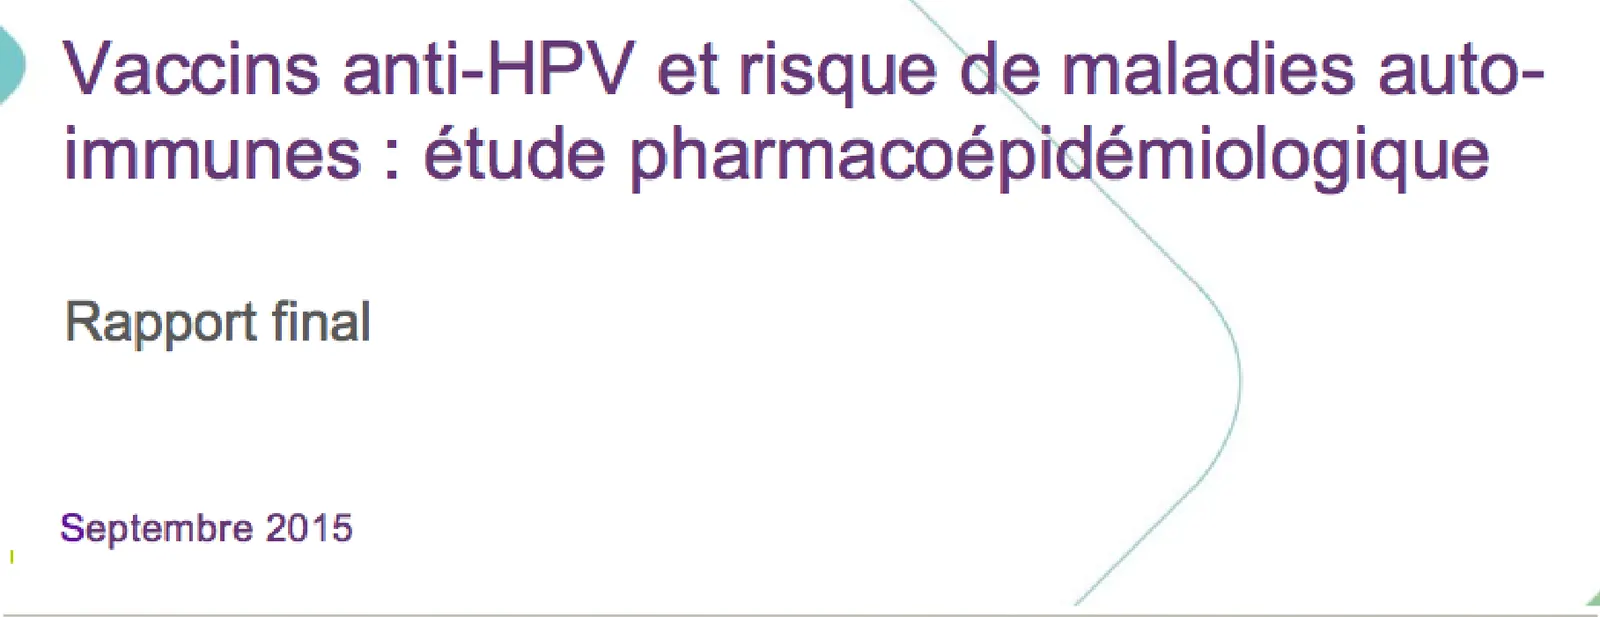 Vaccins anti-HPV et risque de maladies auto-
immunes : étude pharmacoépidémiologique
Rapport final
Septembre 2015